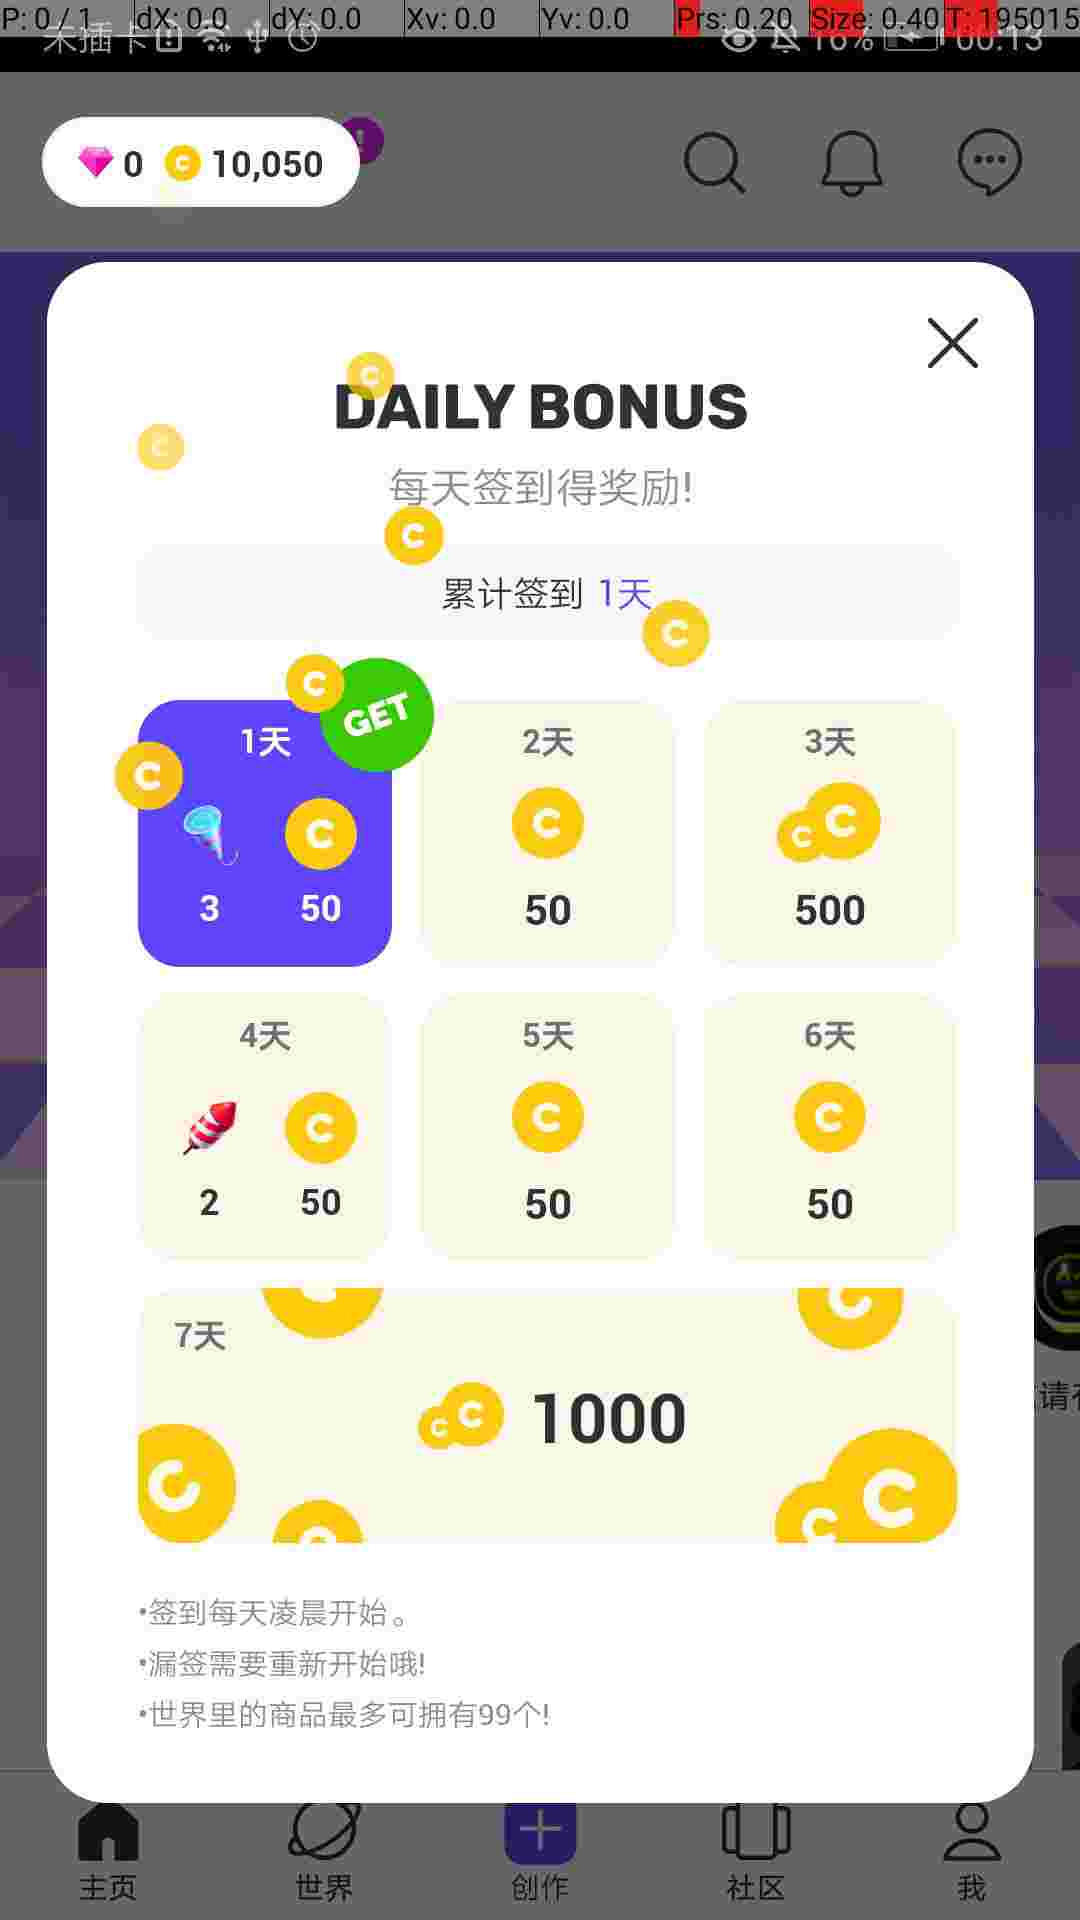 P: 0 / 1 dX: 0.0 dY: 0.0 Xv: 0.0 Yv: 0.0 Prs: 0.20 Size: 0.40 T: 195015
未插卡 16% 00:13
0 C 10,050
DAILY BONUS
每天签到得奖励!
累计签到 1天
GET
1天 2天 3天
3 50 50 500
4天 5天 6天
2 50 50 50
7天
1000
•签到每天凌晨开始。
•漏签需要重新开始哦!
•世界里的商品最多可拥有99个!
主页 世界 创作 社区 我